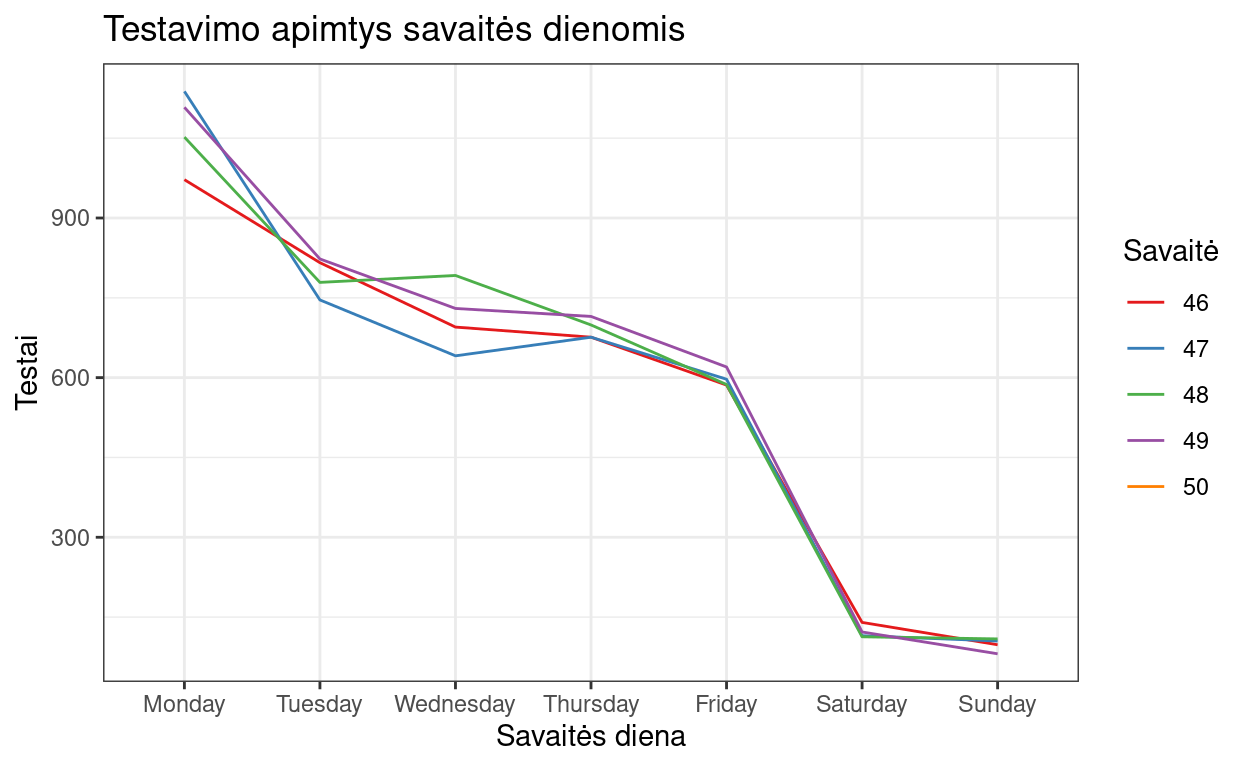 Testavimo apimtys savaitės dienomis
Testai
900
600
300
Monday Tuesday Wednesday Thursday Friday Saturday Sunday
Savaitės diena
Savaitė
46
47
48
49
50